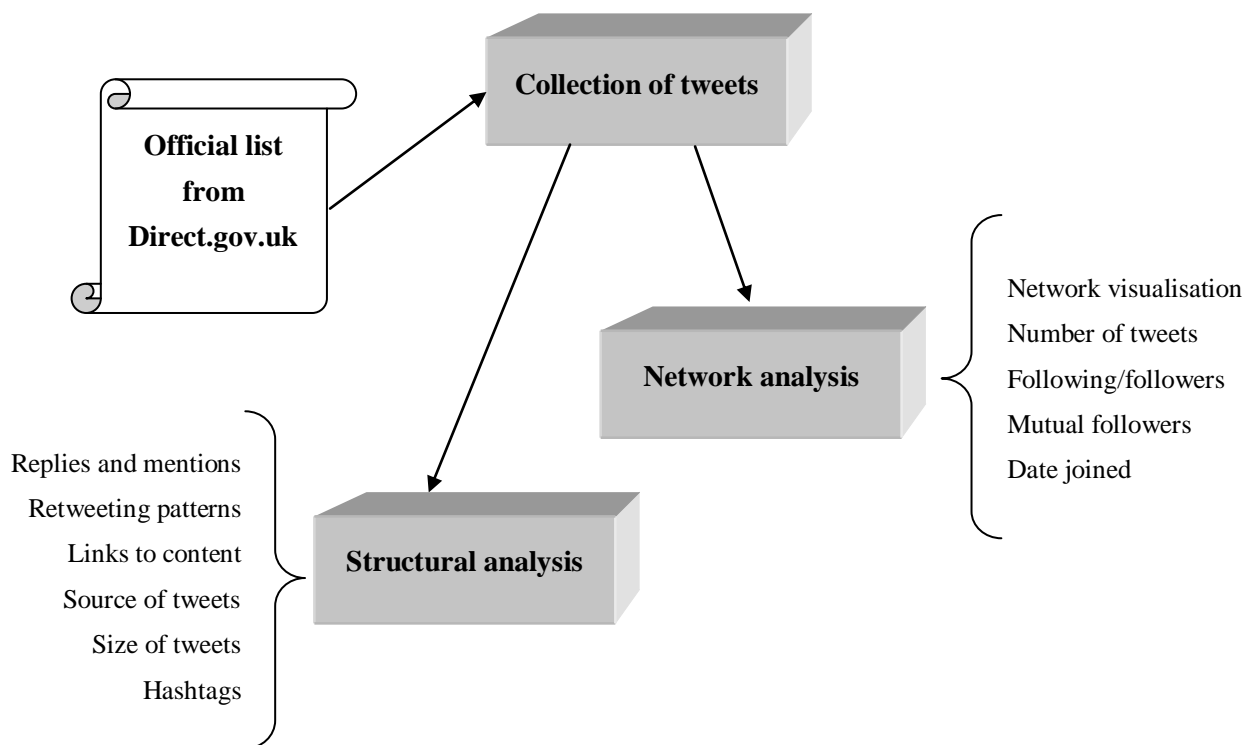 Collection of tweets
Official list
from
Direct.gov.uk
Network analysis
Network visualisation
Number of tweets
Following/followers
Mutual followers
Date joined
Replies and mentions
Retweeting patterns
Links to content
Source of tweets
Size of tweets
Hashtags
Structural analysis